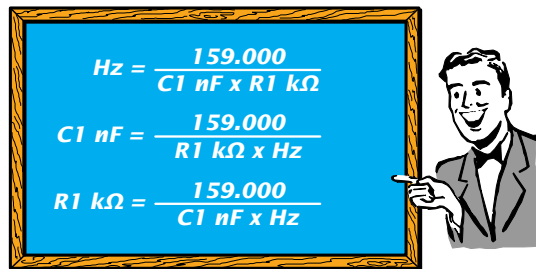 Hz = 159.000 / C1 nF x R1 kΩ
C1 nF = 159.000 / R1 kΩ x Hz
R1 kΩ = 159.000 / C1 nF x Hz